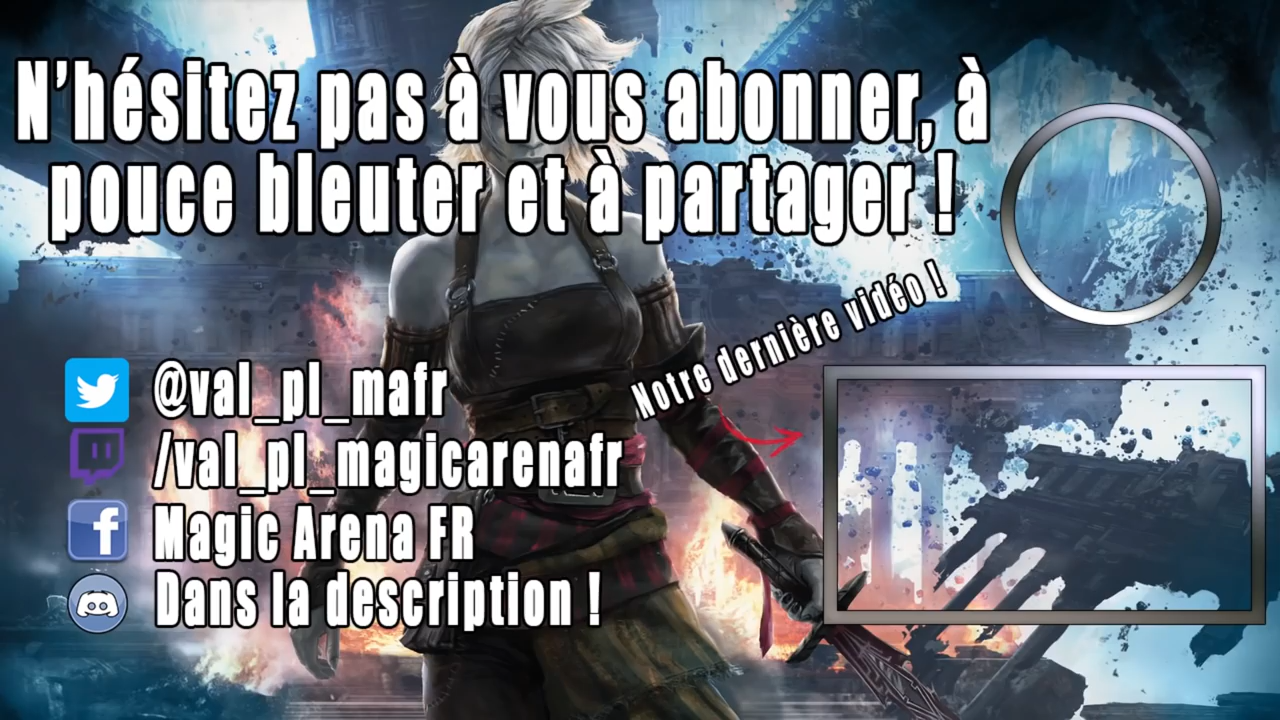 N'hésitez pas à vous abonner, à
pouce bleuter et à partager !
Notre dernière vidéo !
@val_pl_mafr
/val_pl_magicarenafr
f Magic Arena FR
Dans la description !